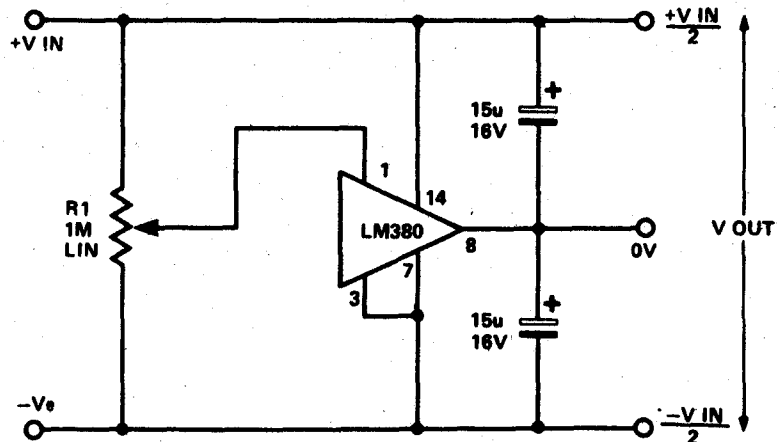 +V IN
+V IN
2
+
15u
16V
1
14
R1
1M
LIN
LM380
8
0V
V OUT
7
3
+
15u
16V
-Ve
-V IN
2